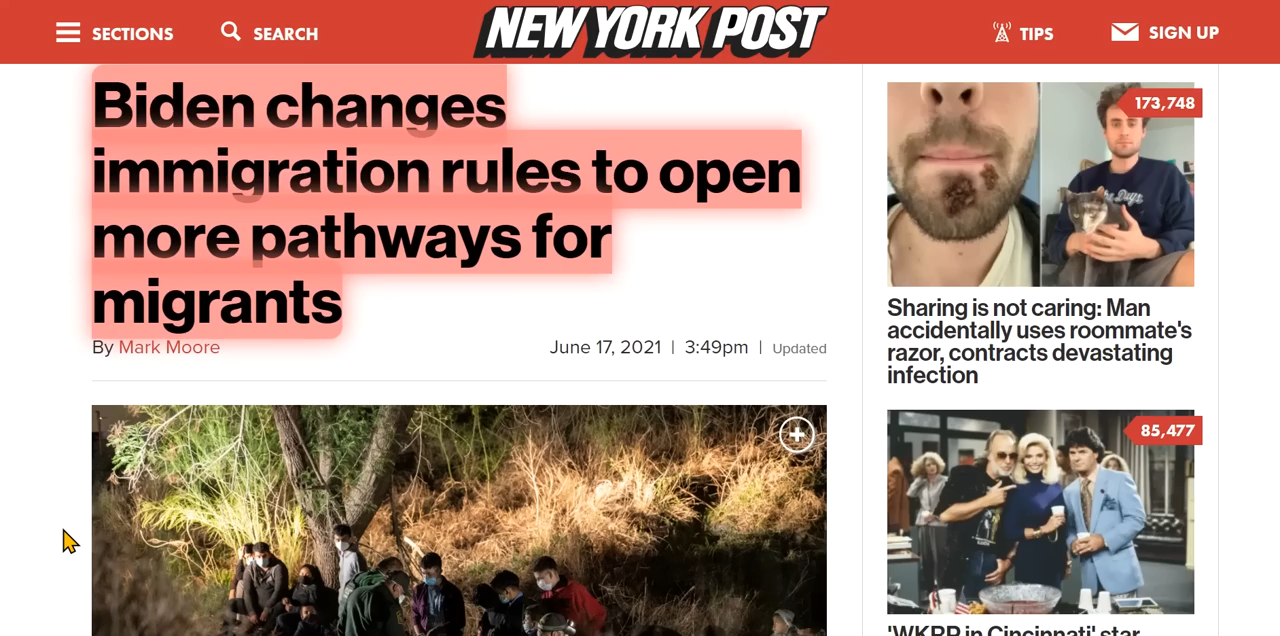 SECTIONS
SEARCH
NEW YORK POST
TIPS
SIGN UP
Biden changes
immigration rules to open
more pathways for
migrants
By Mark Moore
June 17, 2021 | 3:49pm | Updated
173,748
Sharing is not caring: Man
accidentally uses roommate's
razor, contracts devastating
infection
85,477
'WKRP in Cincinnati' star